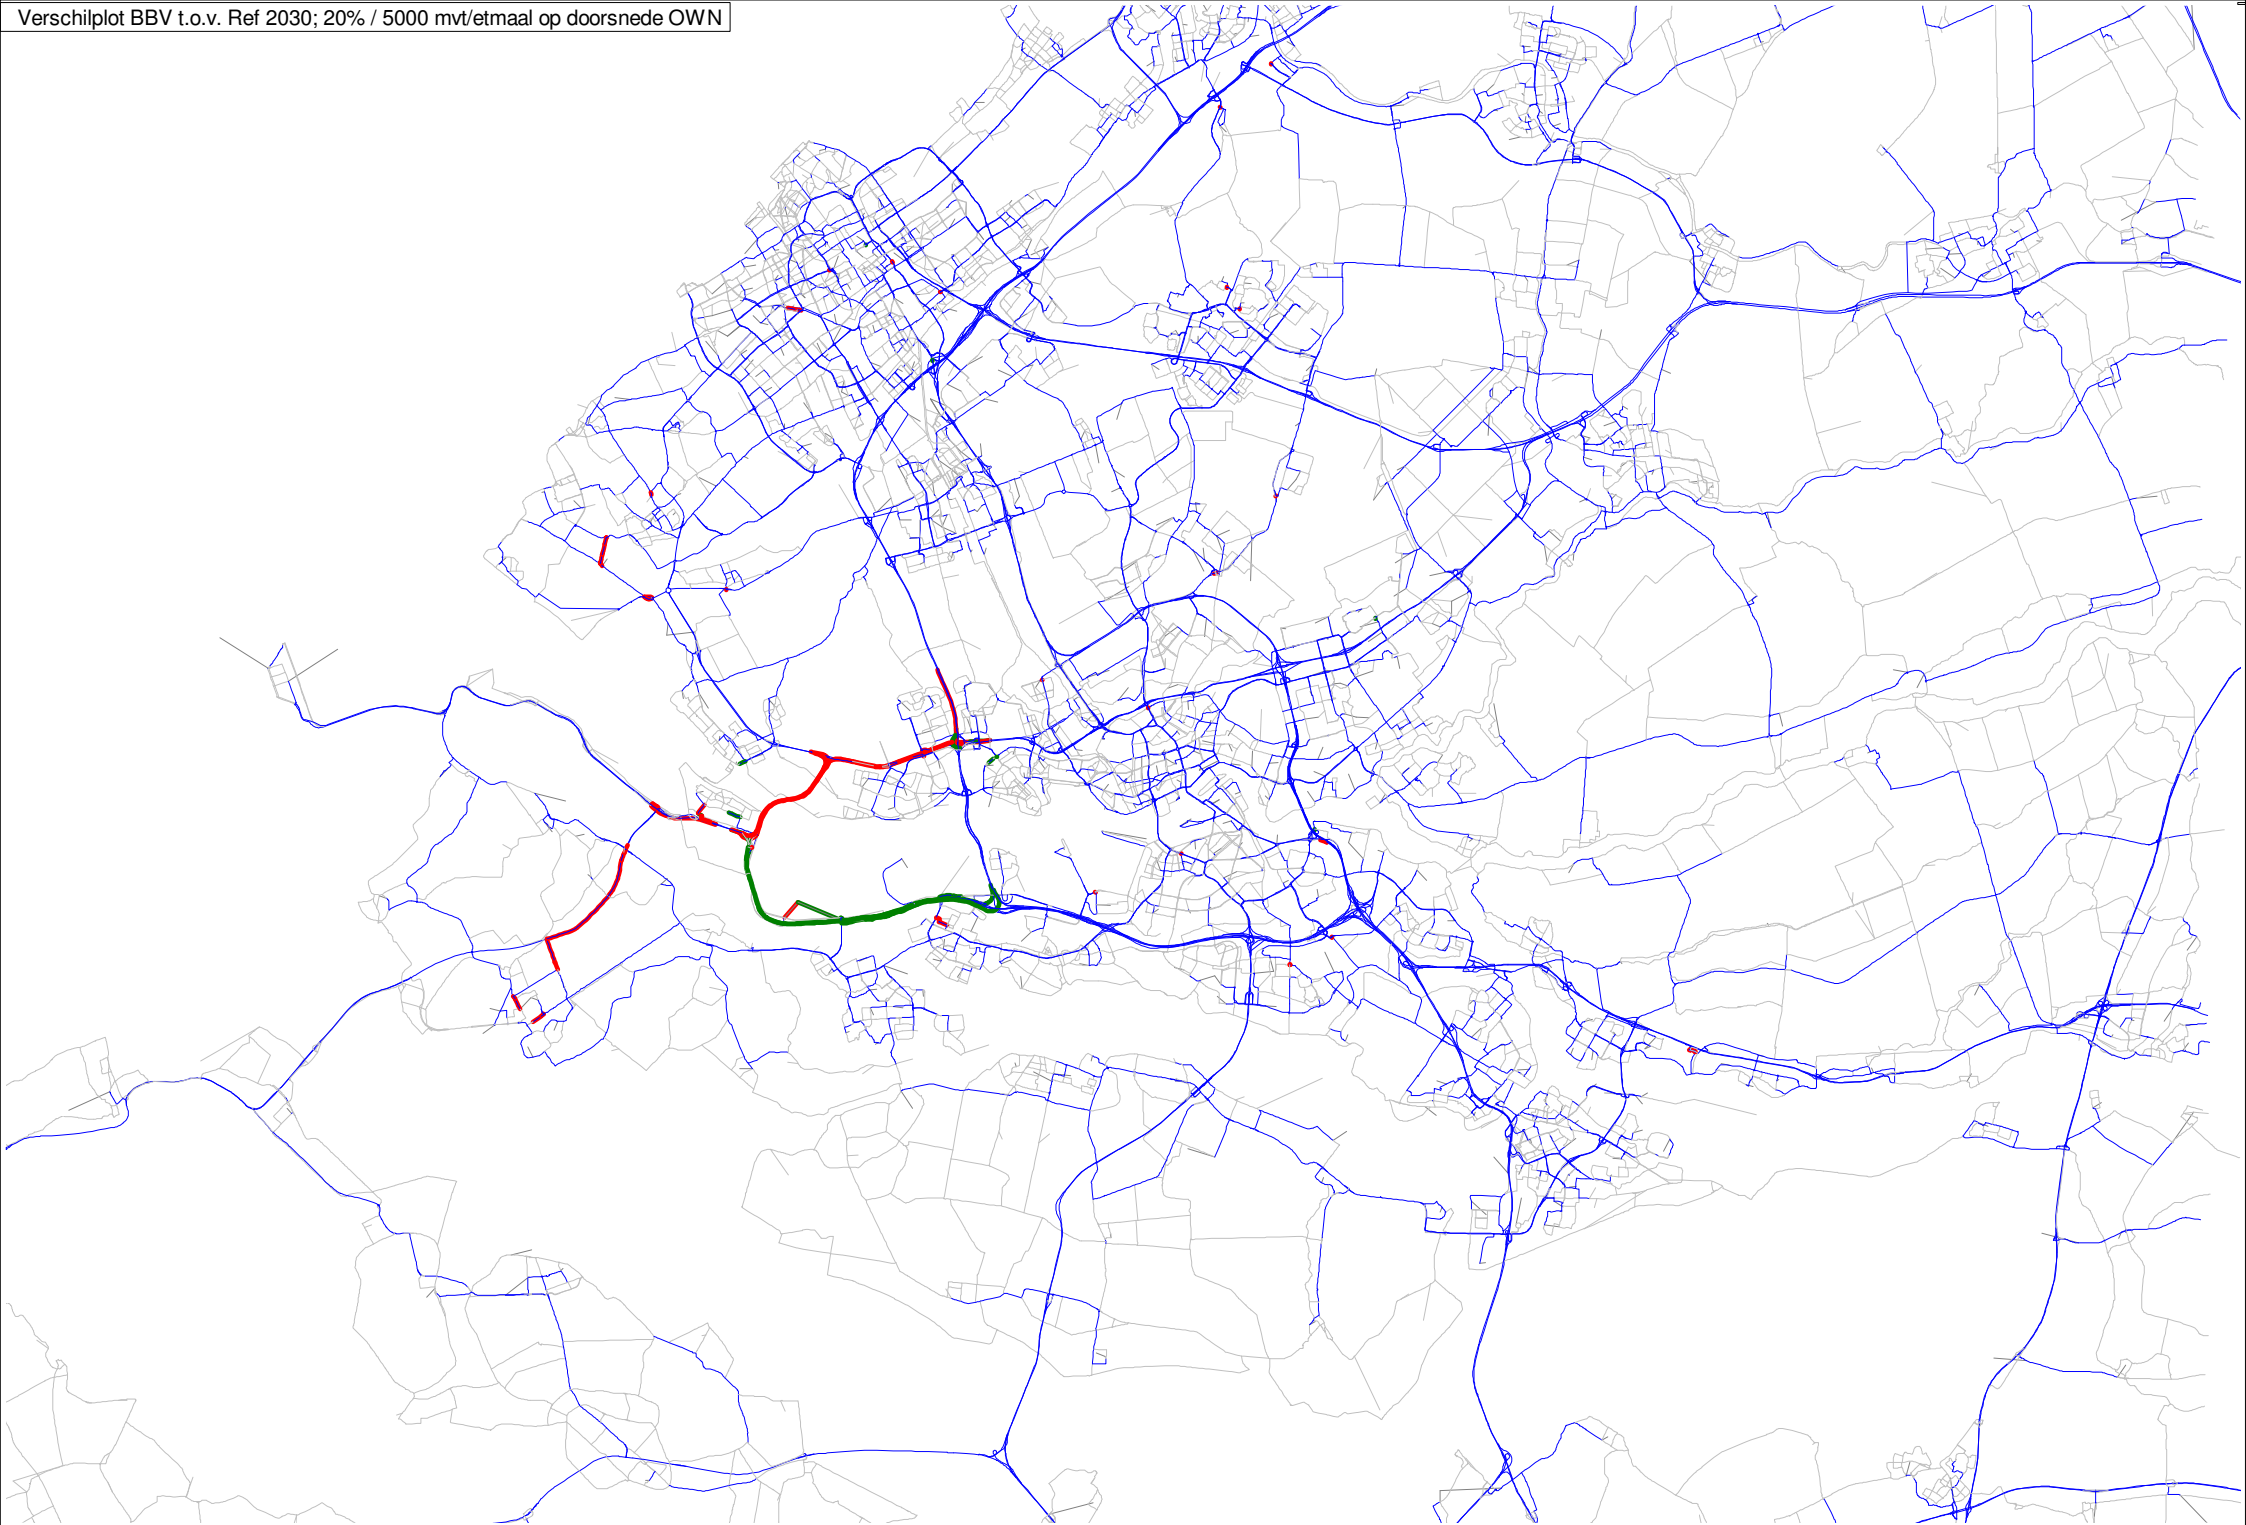 Verschilplot BBV t.o.v. Ref 2030; 20% / 5000 mvt/etmaal op doorsnede OWN